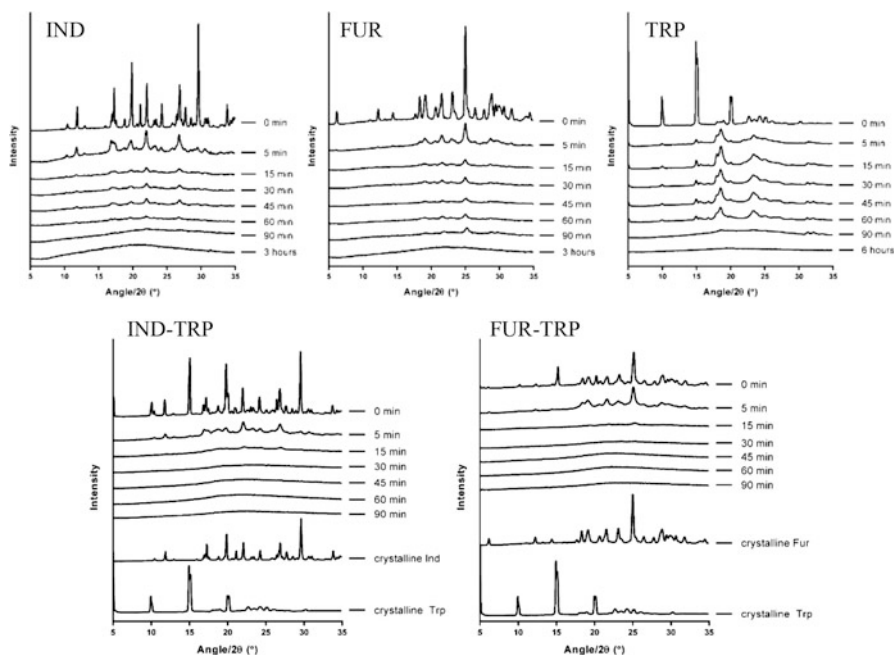 IND
Intensity
0 min
5 min
15 min
30 min
45 min
60 min
90 min
3 hours
5 10 15 20 25 30 35
Angle/2θ (°)
FUR
Intensity
0 min
5 min
15 min
30 min
45 min
60 min
90 min
3 hours
5 10 15 20 25 30 35
Angle/2θ (°)
TRP
Intensity
0 min
5 min
15 min
30 min
45 min
60 min
90 min
6 hours
5 10 15 20 25 30 35
Angle/2θ (°)
IND-TRP
Intensity
0 min
5 min
15 min
30 min
45 min
60 min
90 min
crystalline Ind
crystalline Trp
5 10 15 20 25 30 35
Angle/2θ (°)
FUR-TRP
Intensity
0 min
5 min
15 min
30 min
45 min
60 min
90 min
crystalline Fur
crystalline Trp
5 10 15 20 25 30 35
Angle/2θ (°)